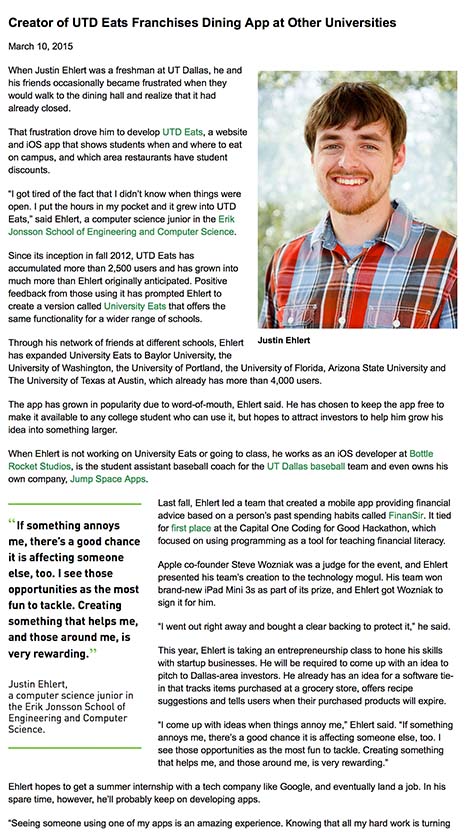 Creator of UTD Eats Franchises Dining App at Other Universities
March 10, 2015
When Justin Ehlert was a freshman at UT Dallas, he and
his friends occasionally became frustrated when they
would walk to the dining hall and realize that it had
already closed.
That frustration drove him to develop UTD Eats, a website
and iOS app that shows students when and where to eat
on campus, and which area restaurants have student
discounts.
“I got tired of the fact that I didn’t know when things were
open. I put the hours in my pocket and it grew into UTD
Eats,” said Ehlert, a computer science junior in the Erik
Jonsson School of Engineering and Computer Science.
Since its inception in fall 2012, UTD Eats has
accumulated more than 2,500 users and has grown into
much more than Ehlert originally anticipated. Positive
feedback from those using it has prompted Ehlert to
create a version called University Eats that offers the
same functionality for a wider range of schools.
Justin Ehlert
Through his network of friends at different schools, Ehlert
has expanded University Eats to Baylor University, the
University of Washington, the University of Portland, the University of Florida, Arizona State University and
The University of Texas at Austin, which already has more than 4,000 users.
The app has grown in popularity due to word-of-mouth, Ehlert said. He has chosen to keep the app free to
make it available to any college student who can use it, but hopes to attract investors to help him grow his
idea into something larger.
When Ehlert is not working on University Eats or going to class, he works as an iOS developer at Bottle
Rocket Studios, is the student assistant baseball coach for the UT Dallas baseball team and even owns his
own company, Jump Space Apps.
“If something annoys
me, there’s a good chance
it is affecting someone
else, too. I see those
opportunities as the most
fun to tackle. Creating
something that helps me,
and those around me, is
very rewarding.”
Justin Ehlert,
a computer science junior in
the Erik Jonsson School of
Engineering and Computer
Science.
Last fall, Ehlert led a team that created a mobile app providing financial
advice based on a person’s past spending habits called FinanSir. It tied
for first place at the Capital One Coding for Good Hackathon, which
focused on using programming as a tool for teaching financial literacy.
Apple co-founder Steve Wozniak was a judge for the event, and Ehlert
presented his team’s creation to the technology mogul. His team won
brand-new iPad Mini 3s as part of its prize, and Ehlert got Wozniak to
sign it for him.
“I went out right away and bought a clear backing to protect it,” he said.
This year, Ehlert is taking an entrepreneurship class to hone his skills
with startup businesses. He will be required to come up with an idea to
pitch to Dallas-area investors. He already has an idea for a software tie-
in that tracks items purchased at a grocery store, offers recipe
suggestions and tells users when their purchased products will expire.
“I come up with ideas when things annoy me,” Ehlert said. “If something
annoys me, there’s a good chance it is affecting someone else, too. I
see those opportunities as the most fun to tackle. Creating something
that helps me, and those around me, is very rewarding.”
Ehlert hopes to get a summer internship with a tech company like Google, and eventually land a job. In his
spare time, however, he’ll probably keep on developing apps.
“Seeing someone using one of my apps is an amazing experience. Knowing that all my hard work is turning